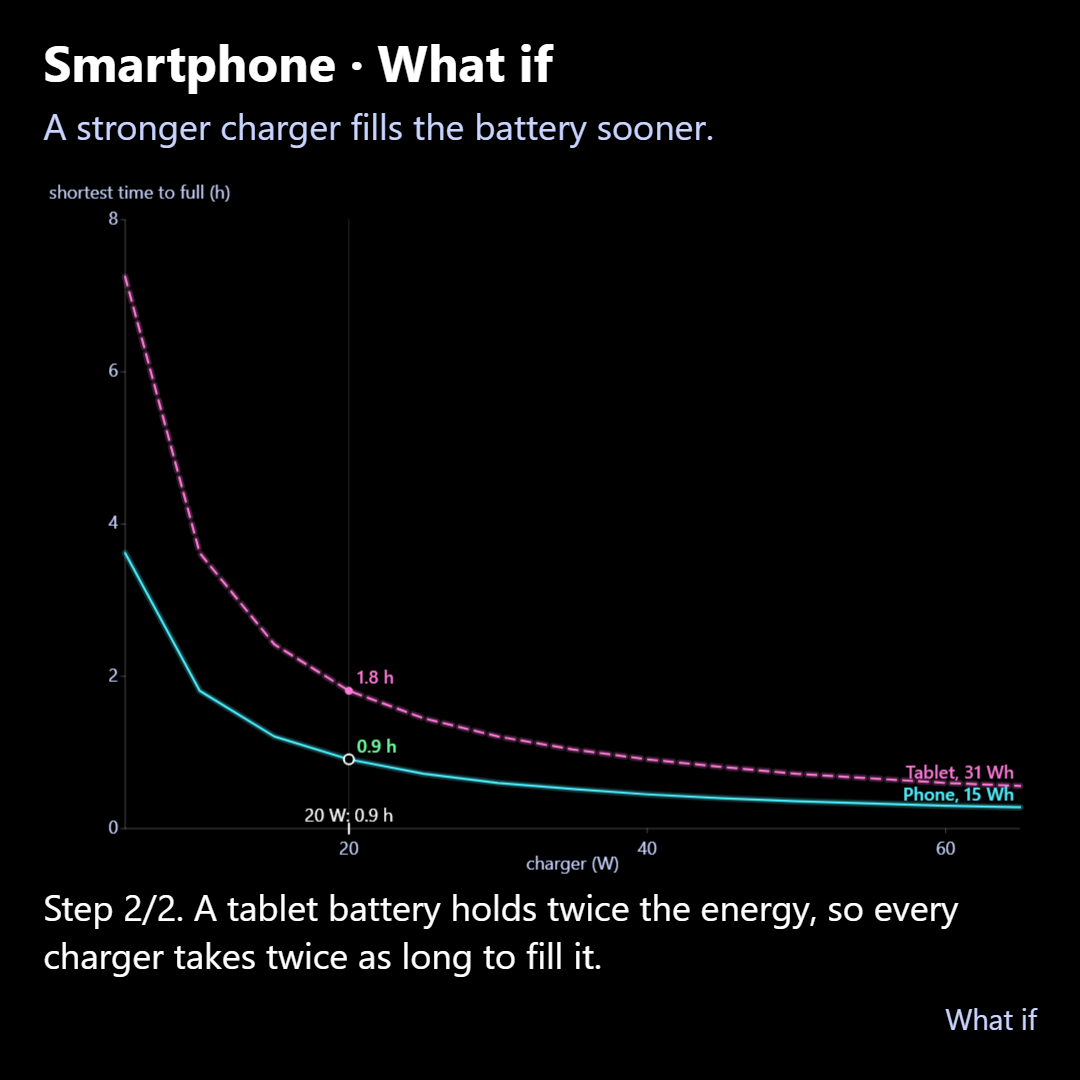 Smartphone · What if
A stronger charger fills the battery sooner.
shortest time to full (h)
8
6
4
2
0
1.8 h
0.9 h
20 W: 0.9 h
Tablet, 31 Wh
Phone, 15 Wh
20
40
60
charger (W)
Step 2/2. A tablet battery holds twice the energy, so every
charger takes twice as long to fill it.
What if